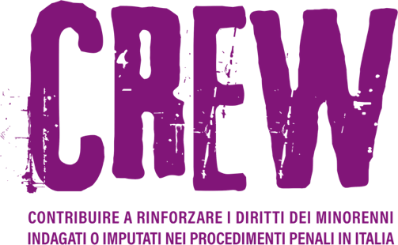 CREW
CONTRIBUIRE A RINFORZARE I DIRITTI DEI MINORENNI
INDAGATI O IMPUTATI NEI PROCEDIMENTI PENALI IN ITALIA